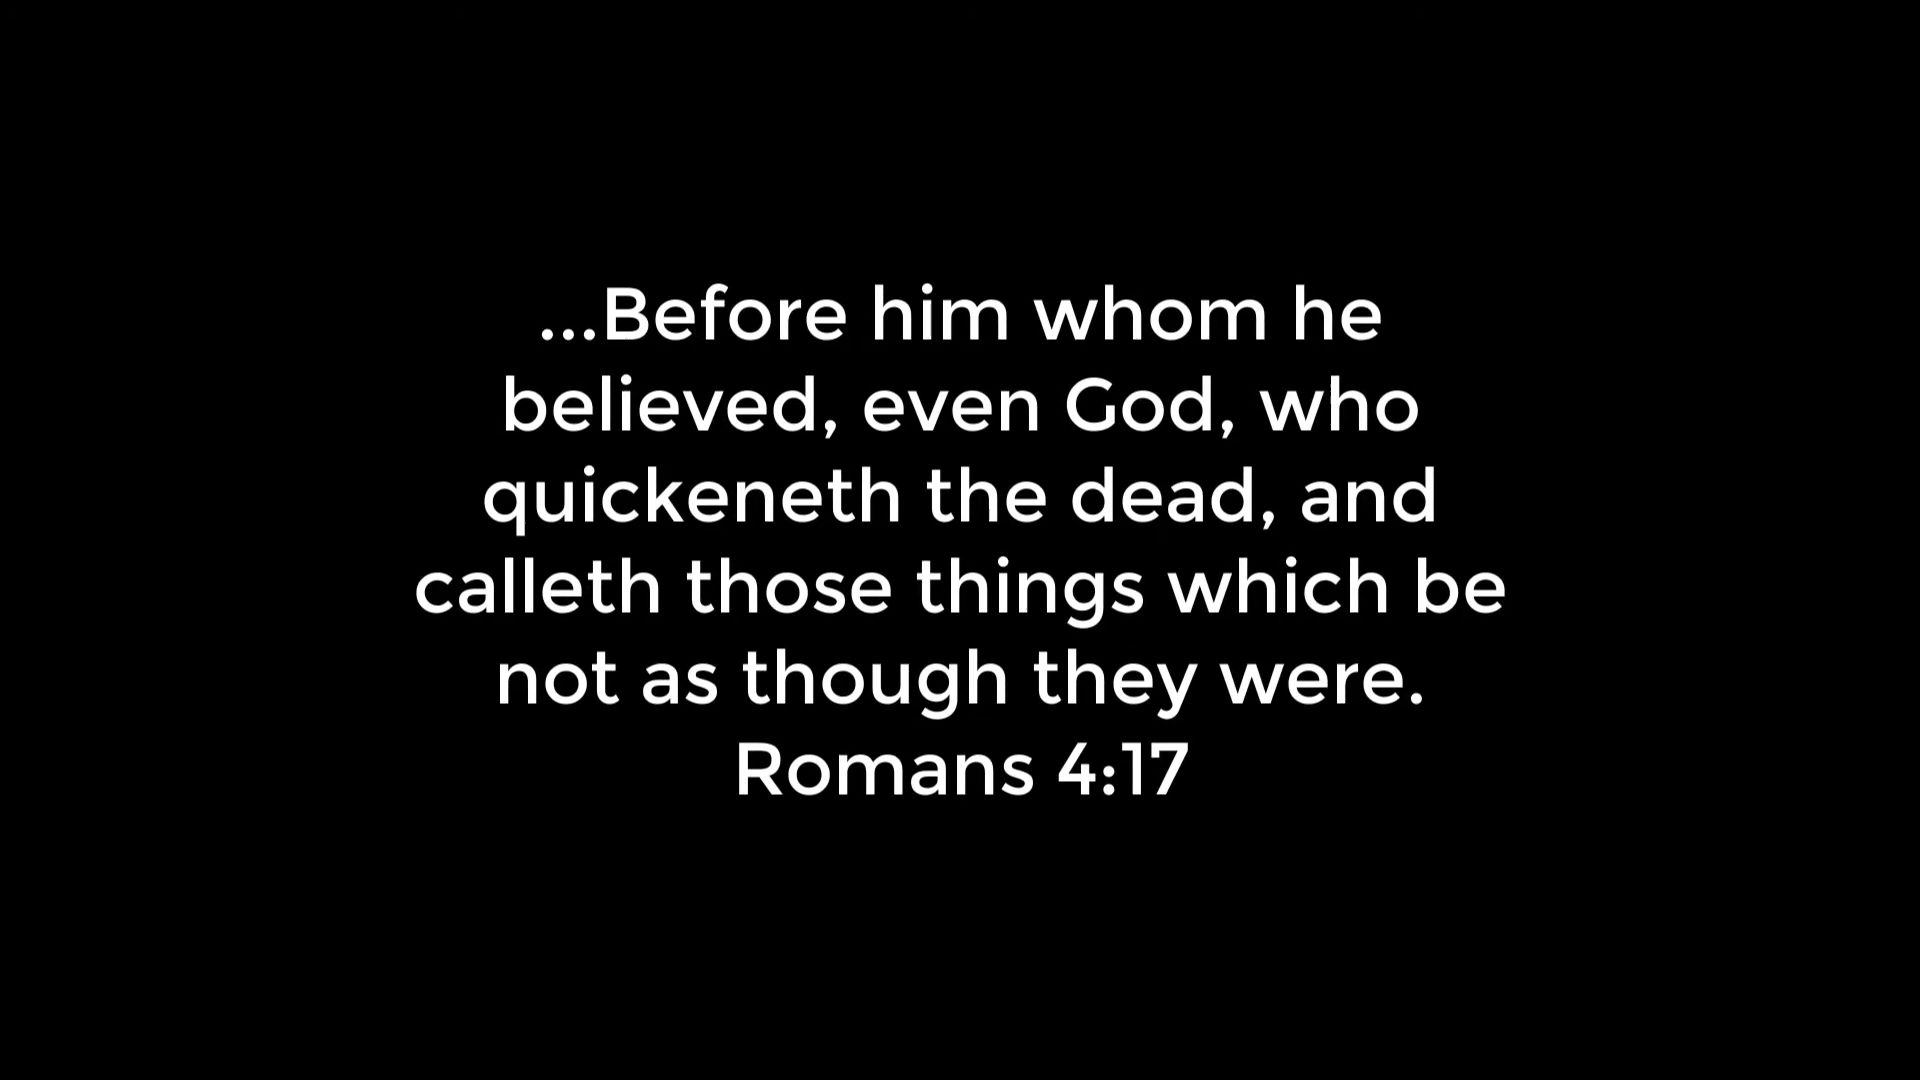 ...Before him whom he
believed, even God, who
quickeneth the dead, and
calleth those things which be
not as though they were.
Romans 4:17